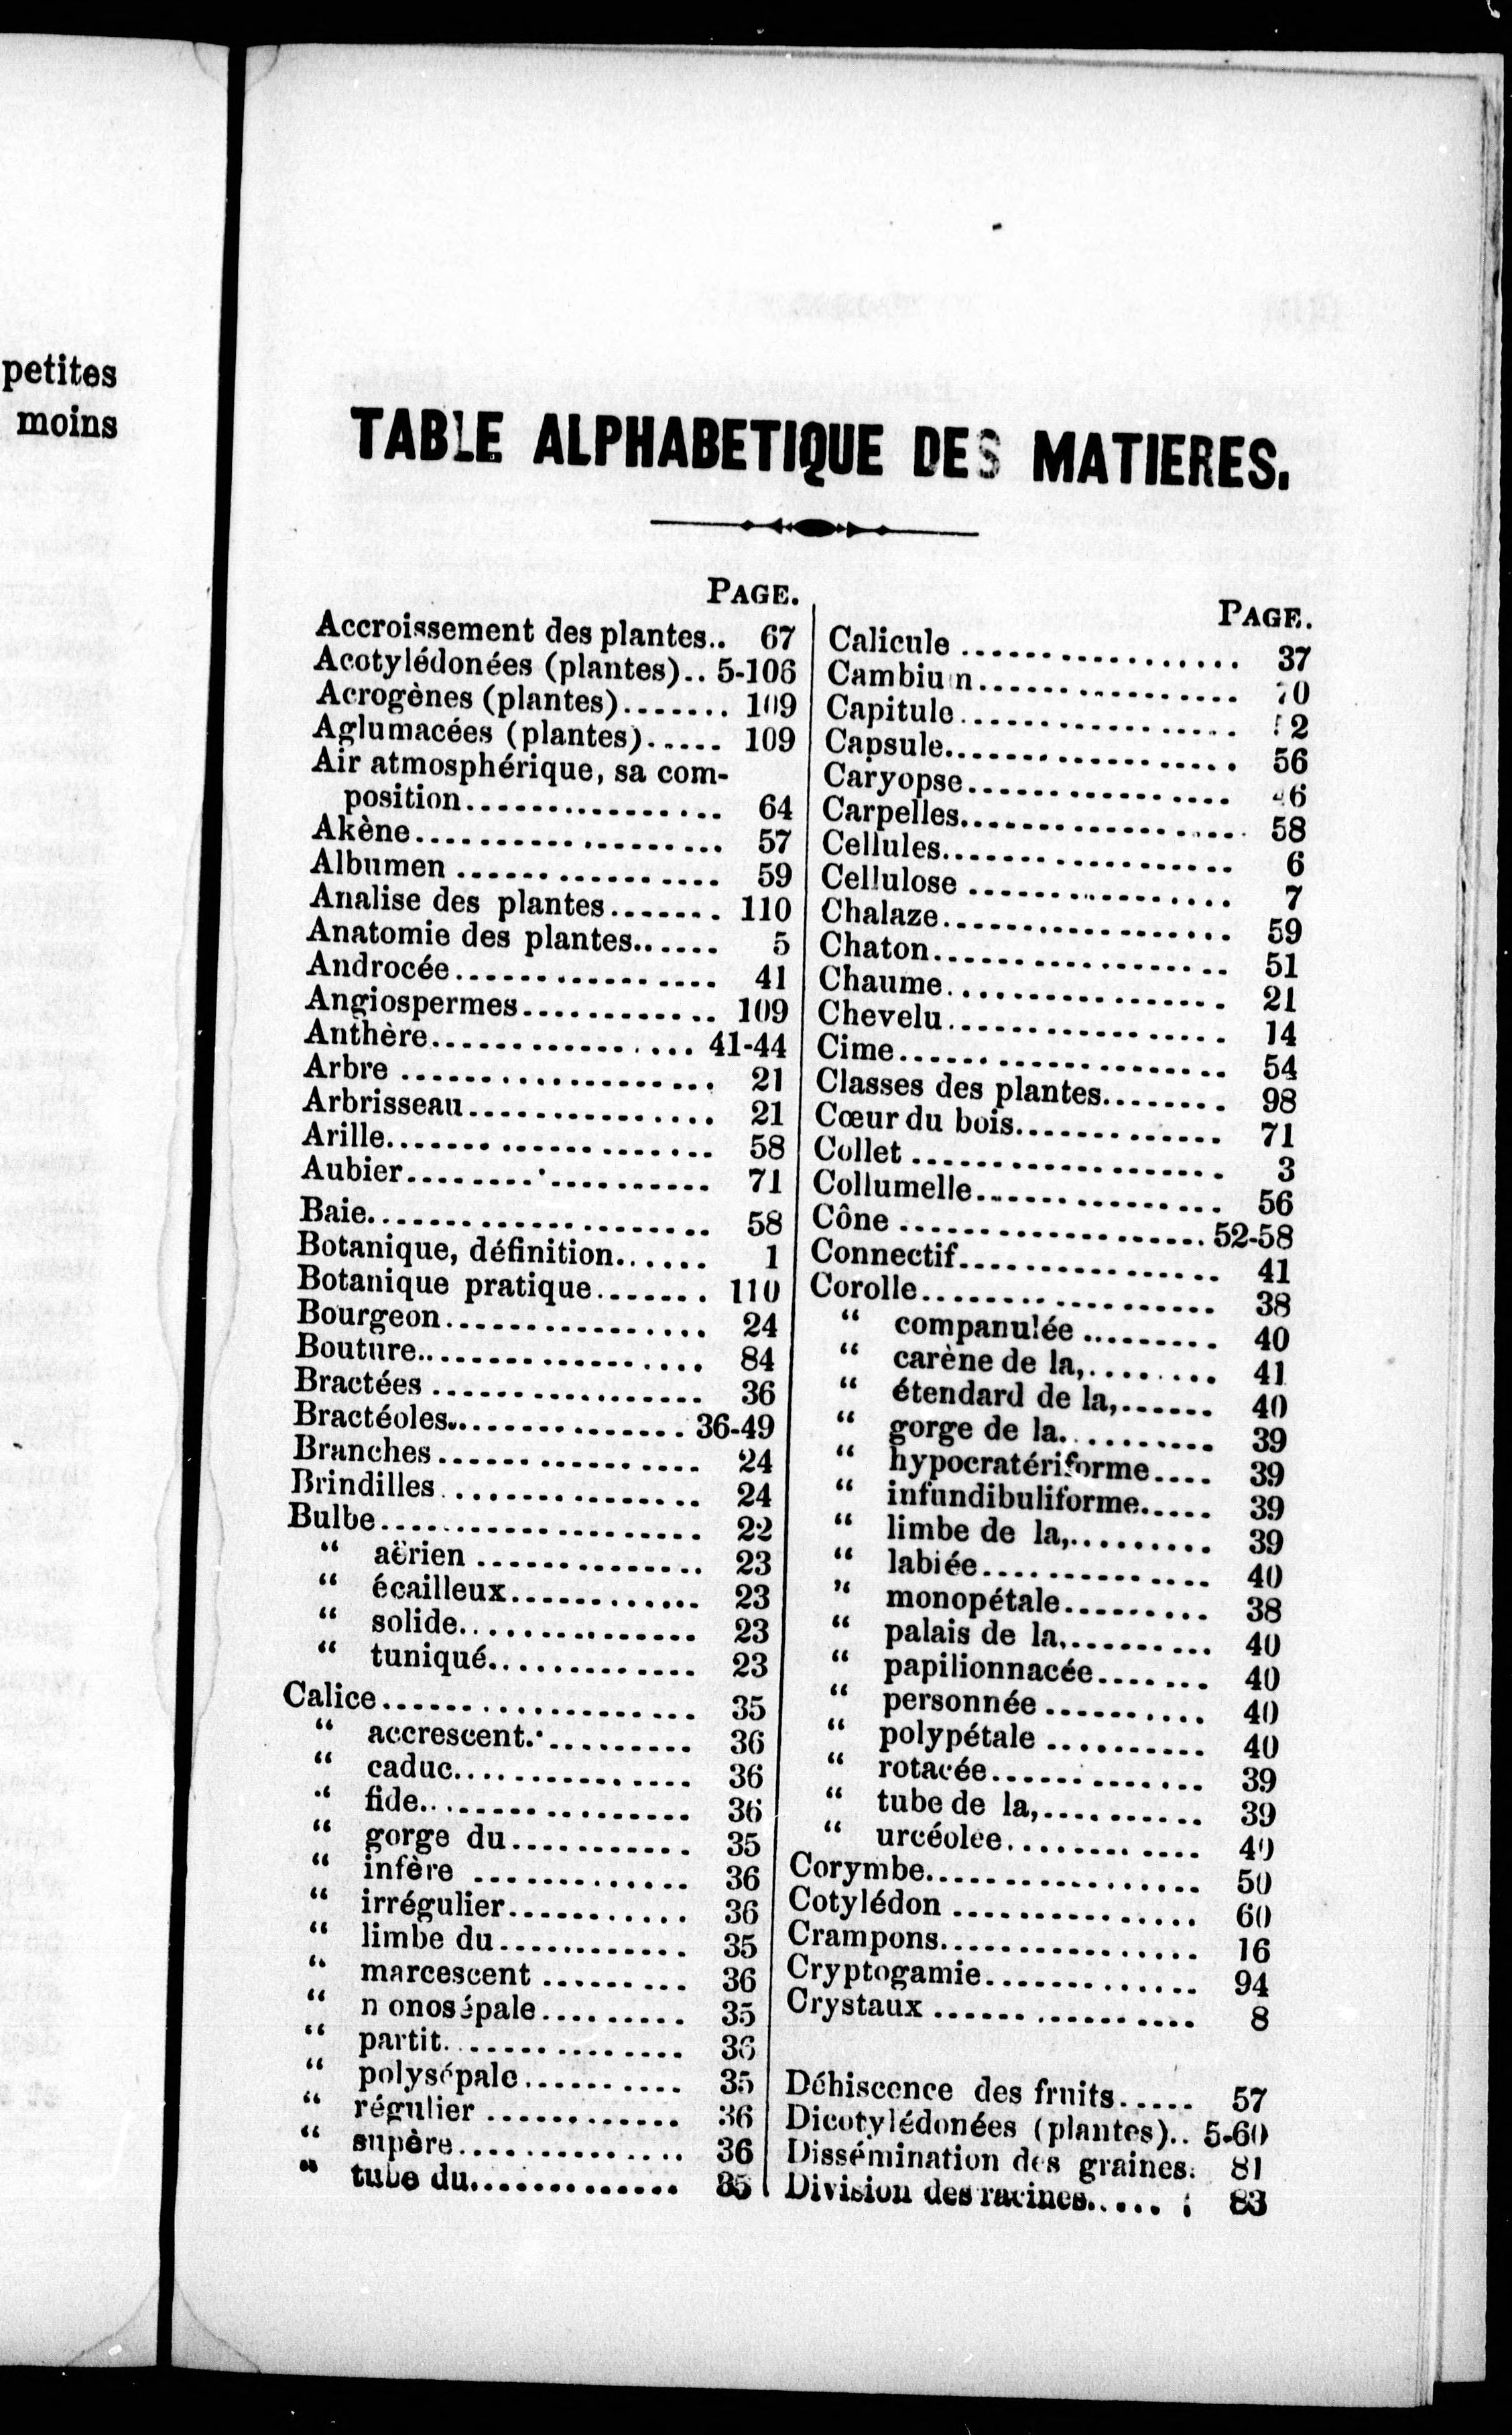 petites
moins
TABLE ALPHABETIQUE DES MATIERES.
PAGE.
Accroissement des plantes.. 67
Acotylédonées (plantes).. 5-106
Acrogènes (plantes)....... 109
Aglumacées (plantes)..... 109
Air atmosphérique, sa com-
position................ 64
Akène................... 57
Albumen ................ 59
Analise des plantes....... 110
Anatomie des plantes...... 5
Androcée................ 41
Angiospermes............ 109
Anthère................ 41-44
Arbre ................... 21
Arbrisseau............... 21
Arille.................... 58
Aubier................... 71
Baie..................... 58
Botanique, définition...... 1
Botanique pratique....... 110
Bourgeon................ 24
Bouture.................. 84
Bractées ................. 36
Bractéoles............... 36-49
Branches................. 24
Brindilles................ 24
Bulbe.................... 22
“ aërien .............. 23
“ écailleux............ 23
“ solide............... 23
“ tuniqué............. 23
Calice.................... 35
“ accrescent.......... 36
“ caduc............... 36
“ fide................. 36
“ gorge du........... 35
“ infère ............. 36
“ irrégulier........... 36
“ limbe du............ 35
“ marcescent ......... 36
“ n onosépale......... 35
“ partit............... 36
“ polysépale.......... 35
“ régulier ............ 36
“ supère.............. 36
“ tube du............. 35
PAGE.
Calicule .................. 37
Cambium................. 70
Capitule.................. 2
Capsule................... 56
Caryopse................. 6
Carpelles................. 58
Cellules.................. 6
Cellulose ................ 7
Chalaze.................. 59
Chaton.................. 51
Chaume................. 21
Chevelu................. 14
Cime.................... 54
Classes des plantes........ 98
Cœur du bois............. 71
Collet ................... 3
Collumelle............... 56
Cône ................... 52-58
Connectif................ 41
Corolle.................. 38
“ companulée ......... 40
“ carène de la,........ 41
“ étendard de la,...... 40
“ gorge de la.......... 39
“ hypocratériforme.... 39
“ infundibuliforme..... 39
“ limbe de la,......... 39
“ labiée............... 40
“ monopétale......... 38
“ palais de la,......... 40
“ papilionnacée....... 40
“ personnée .......... 40
“ polypétale .......... 40
“ rotacée.............. 39
“ tube de la,.......... 39
“ urcéolée............ 40
Corymbe................. 50
Cotylédon ............... 60
Crampons................ 16
Cryptogamie............. 94
Crystaux ................ 8
Déhiscence des fruits..... 57
Dicotylédonées (plantes).. 5-60
Dissémination des graines. 81
Division des racines..... 83